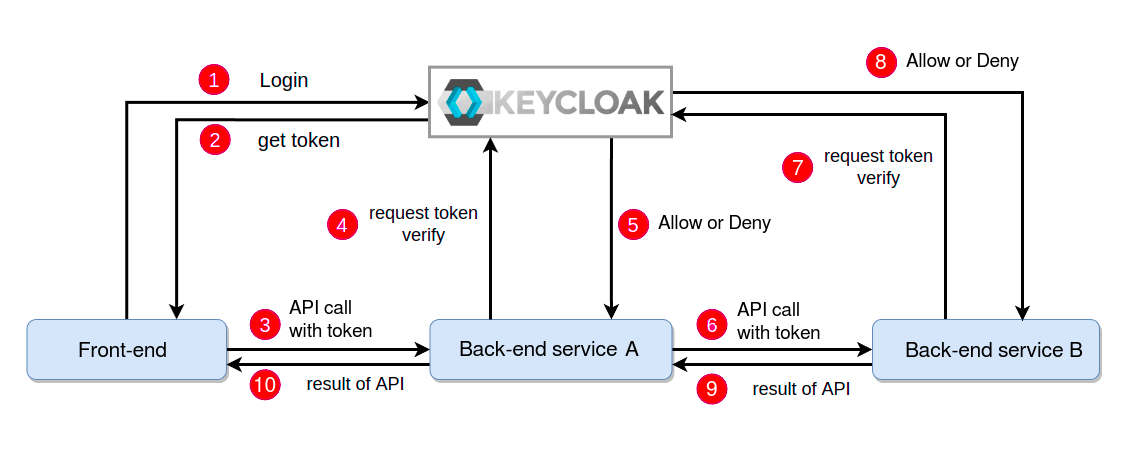 1 Login
2 get token
KEYCLOAK
8 Allow or Deny
7 request token
verify
4 request token
verify
5 Allow or Deny
3 API call
with token
6 API call
with token
Front-end
Back-end service A
Back-end service B
10 result of API
9 result of API